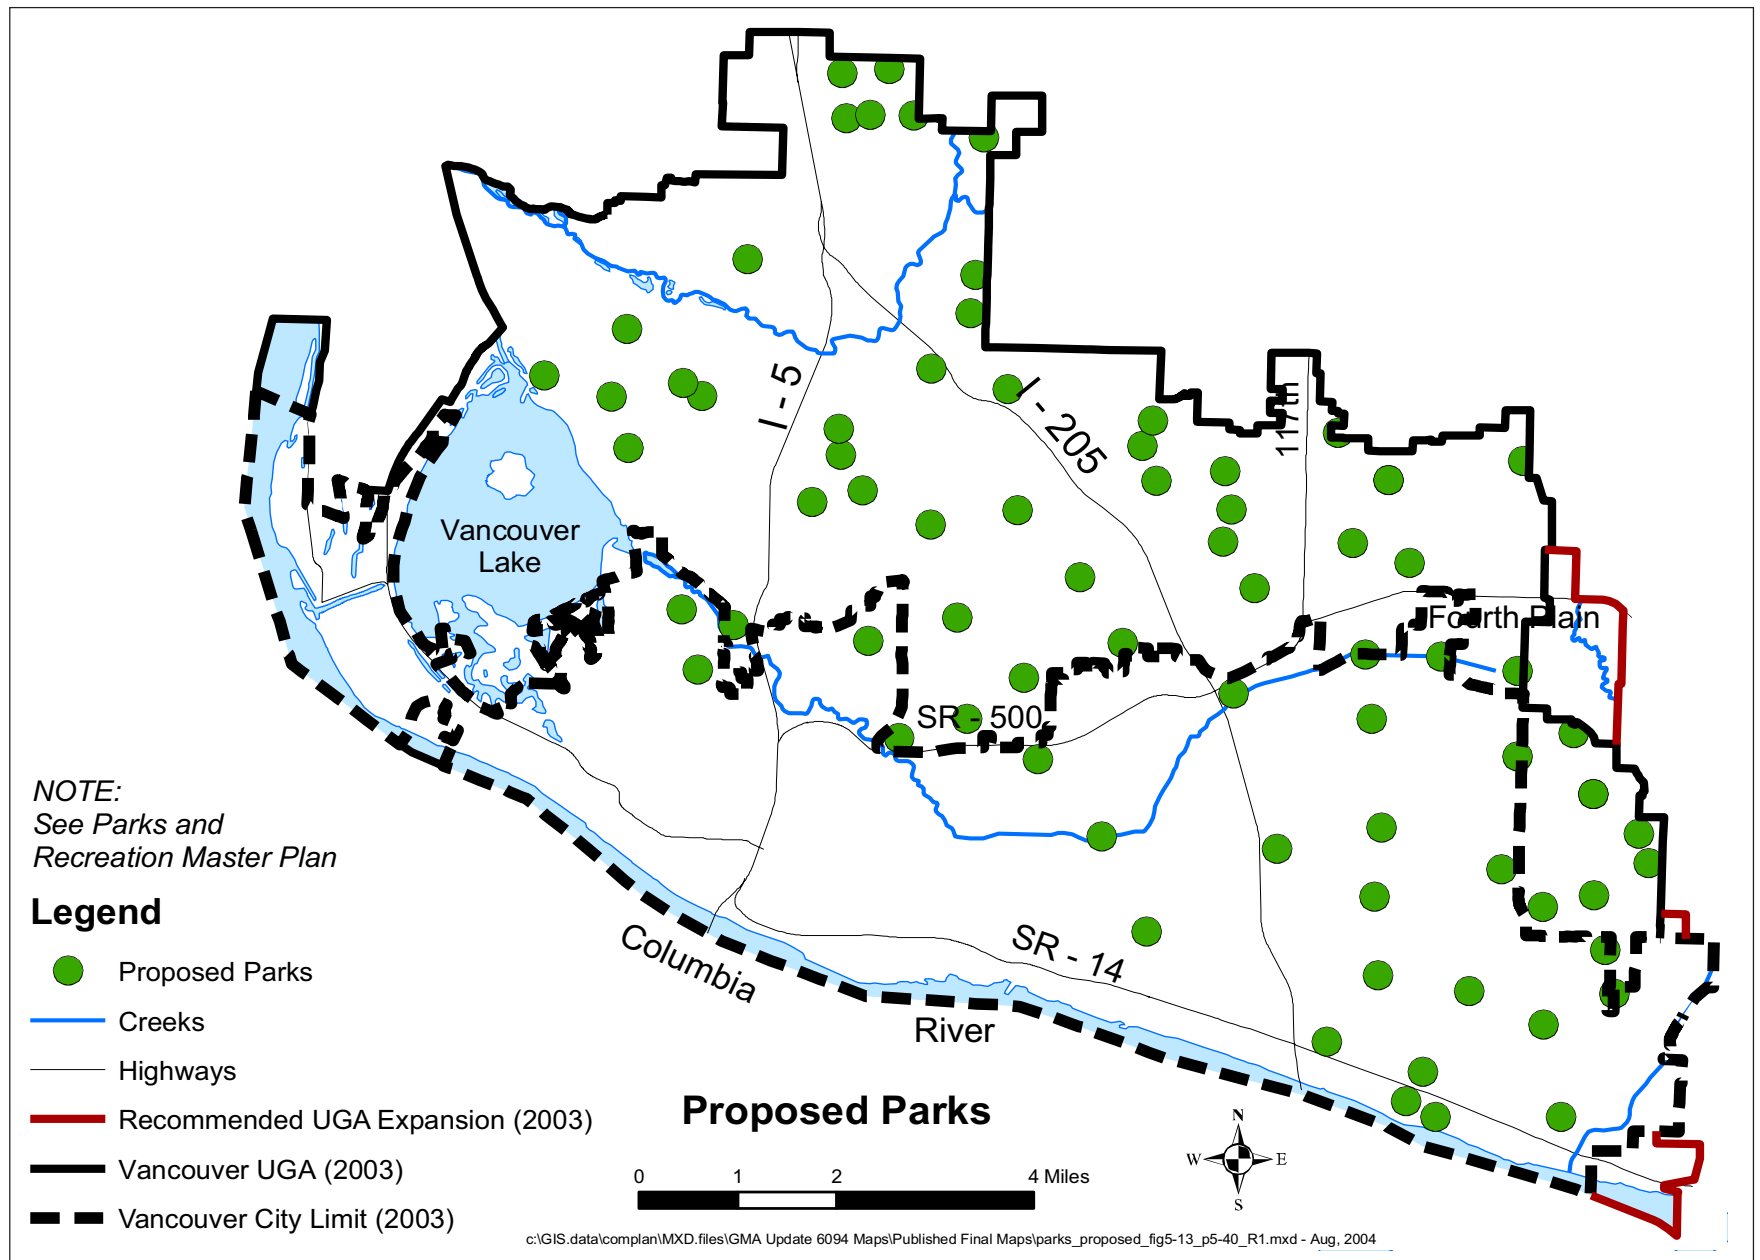 I - 5
I - 205
117th
Vancouver
Lake
Fourth Plain
SR - 500
NOTE:
See Parks and
Recreation Master Plan
Legend
Proposed Parks
Creeks
Highways
Recommended UGA Expansion (2003)
Vancouver UGA (2003)
Vancouver City Limit (2003)
Columbia
River
SR - 14
Proposed Parks
N
W
E
S
0 1 2 4 Miles
c:\GIS.data\complan\MXD.files\GMA Update 6094 Maps\Published Final Maps\parks_proposed_fig5-13_p5-40_R1.mxd - Aug, 2004